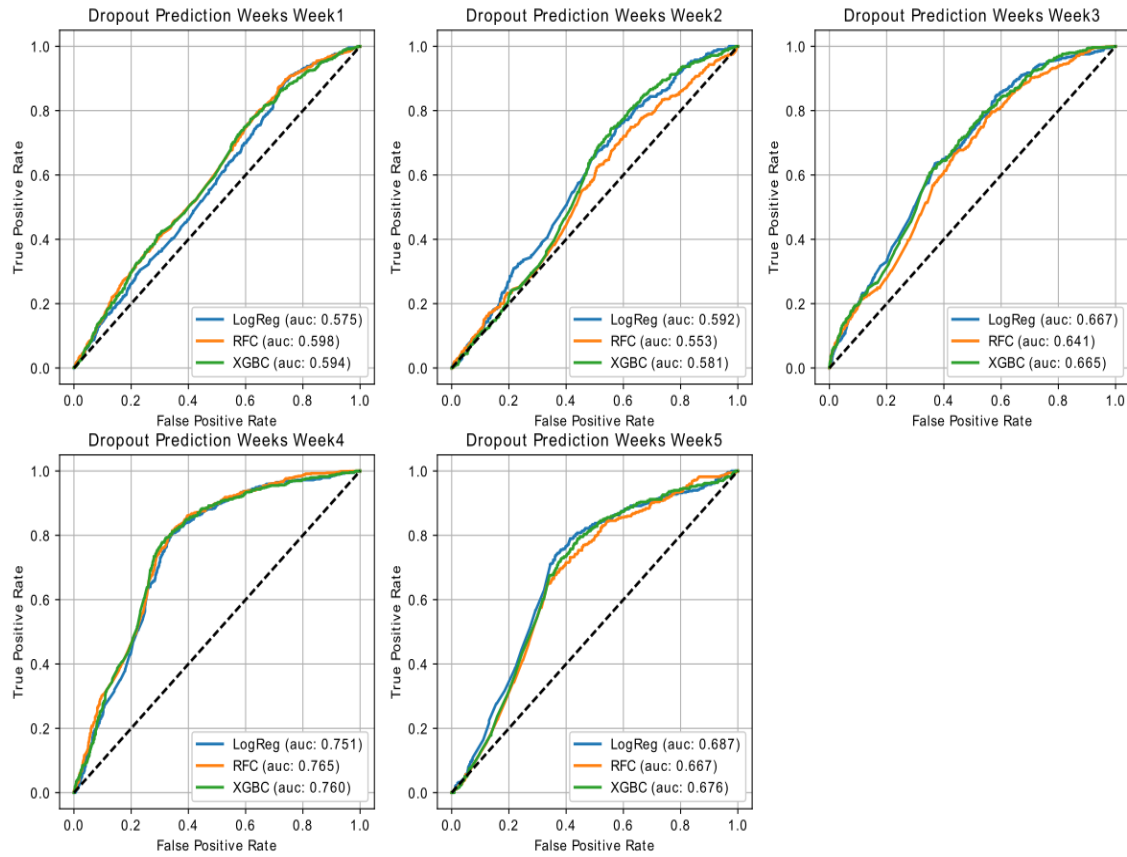 Dropout Prediction Weeks Week1
1.0
0.8
0.6
0.4
0.2
0.0
True Positive Rate
LogReg (auc: 0.575)
RFC (auc: 0.598)
XGBC (auc: 0.594)
0.0 0.2 0.4 0.6 0.8 1.0
False Positive Rate
Dropout Prediction Weeks Week2
1.0
0.8
0.6
0.4
0.2
0.0
True Positive Rate
LogReg (auc: 0.592)
RFC (auc: 0.553)
XGBC (auc: 0.581)
0.0 0.2 0.4 0.6 0.8 1.0
False Positive Rate
Dropout Prediction Weeks Week3
1.0
0.8
0.6
0.4
0.2
0.0
True Positive Rate
LogReg (auc: 0.667)
RFC (auc: 0.641)
XGBC (auc: 0.665)
0.0 0.2 0.4 0.6 0.8 1.0
False Positive Rate
Dropout Prediction Weeks Week4
1.0
0.8
0.6
0.4
0.2
0.0
True Positive Rate
LogReg (auc: 0.751)
RFC (auc: 0.765)
XGBC (auc: 0.760)
0.0 0.2 0.4 0.6 0.8 1.0
False Positive Rate
Dropout Prediction Weeks Week5
1.0
0.8
0.6
0.4
0.2
0.0
True Positive Rate
LogReg (auc: 0.687)
RFC (auc: 0.667)
XGBC (auc: 0.676)
0.0 0.2 0.4 0.6 0.8 1.0
False Positive Rate